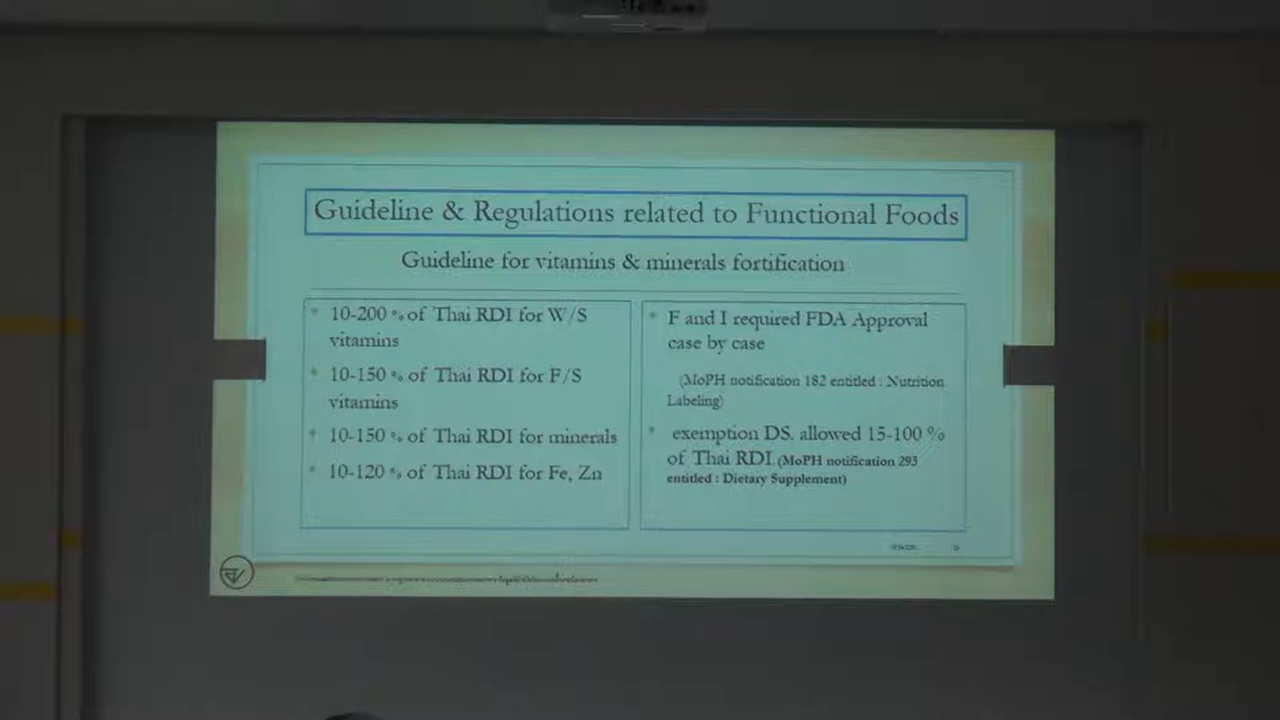 Guideline & Regulations related to Functional Foods
Guideline for vitamins & minerals fortification
10-200 % of Thai RDI for W/S
vitamins
10-150 % of Thai RDI for F/S
vitamins
10-150 % of Thai RDI for minerals
10-120 % of Thai RDI for Fe, Zn
F and I required FDA Approval
case by case
(MoPH notification 182 entitled : Nutrition
Labeling)
exemption DS. allowed 15-100 %
of Thai RDI. (MoPH notification 293
entitled : Dietary Supplement)